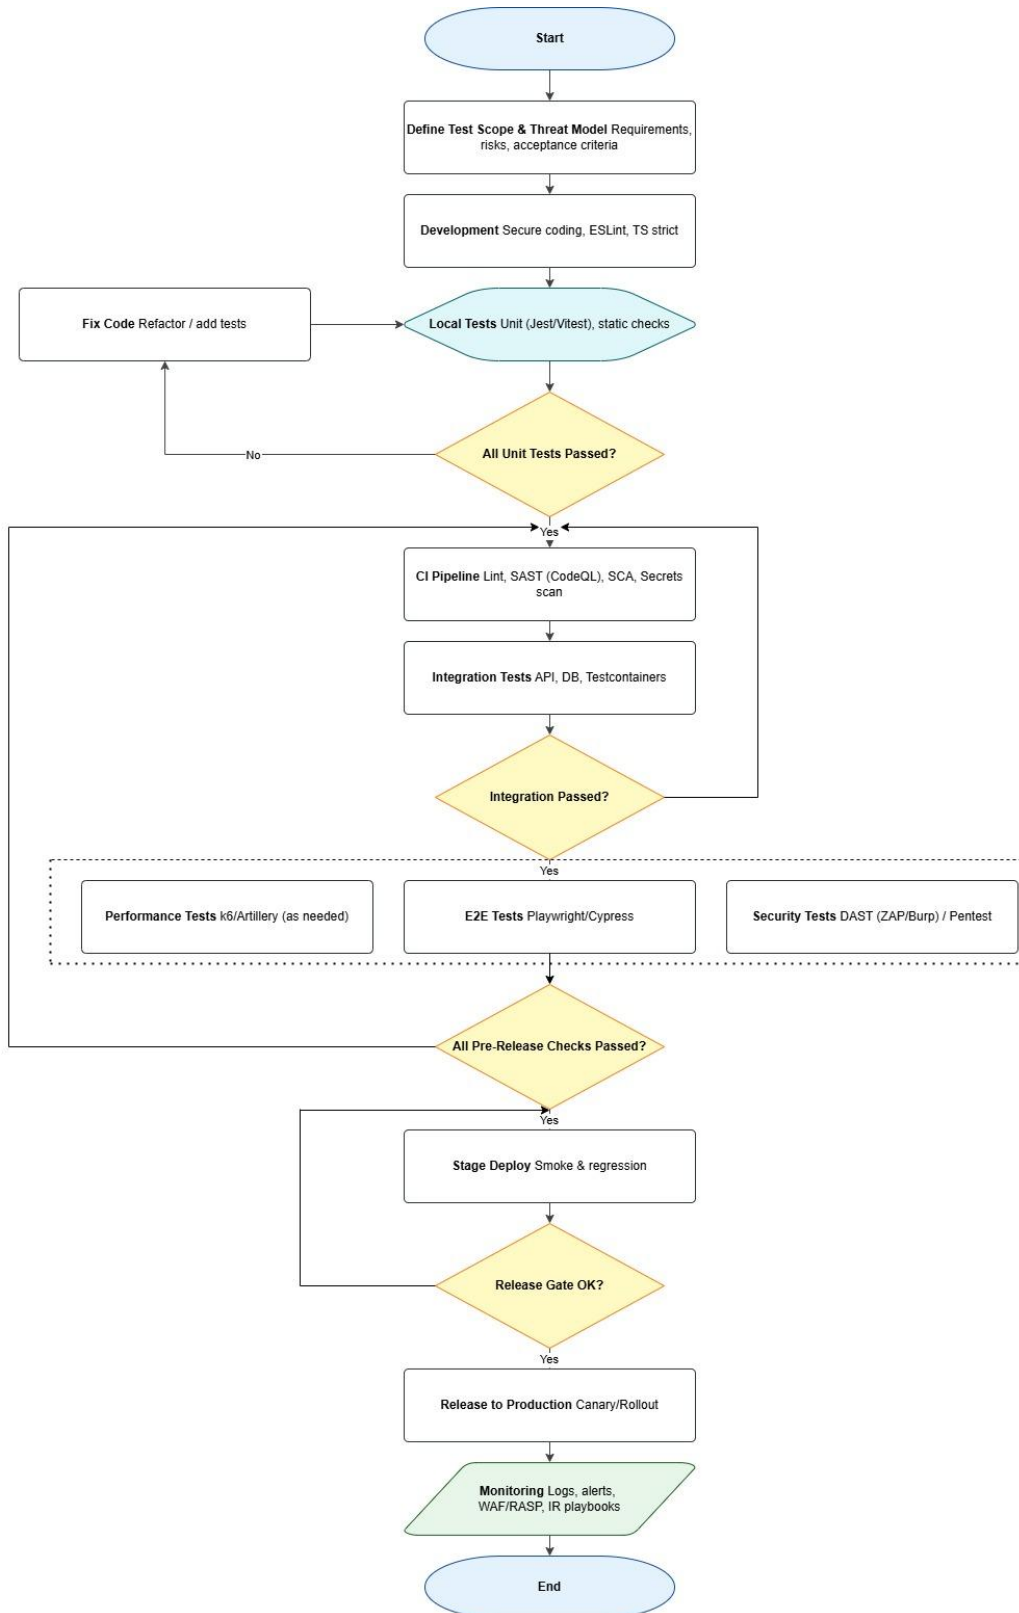 Start
Define Test Scope & Threat Model Requirements,
risks, acceptance criteria
Development Secure coding, ESLint, TS strict
Fix Code Refactor / add tests
Local Tests Unit (Jest/Vitest), static checks
All Unit Tests Passed?
No
Yes
CI Pipeline Lint, SAST (CodeQL), SCA, Secrets
scan
Integration Tests API, DB, Testcontainers
Integration Passed?
Yes
Performance Tests k6/Artillery (as needed)
E2E Tests Playwright/Cypress
Security Tests DAST (ZAP/Burp) / Pentest
All Pre-Release Checks Passed?
Yes
Stage Deploy Smoke & regression
Release Gate OK?
Yes
Release to Production Canary/Rollout
Monitoring Logs, alerts,
WAF/RASP, IR playbooks
End